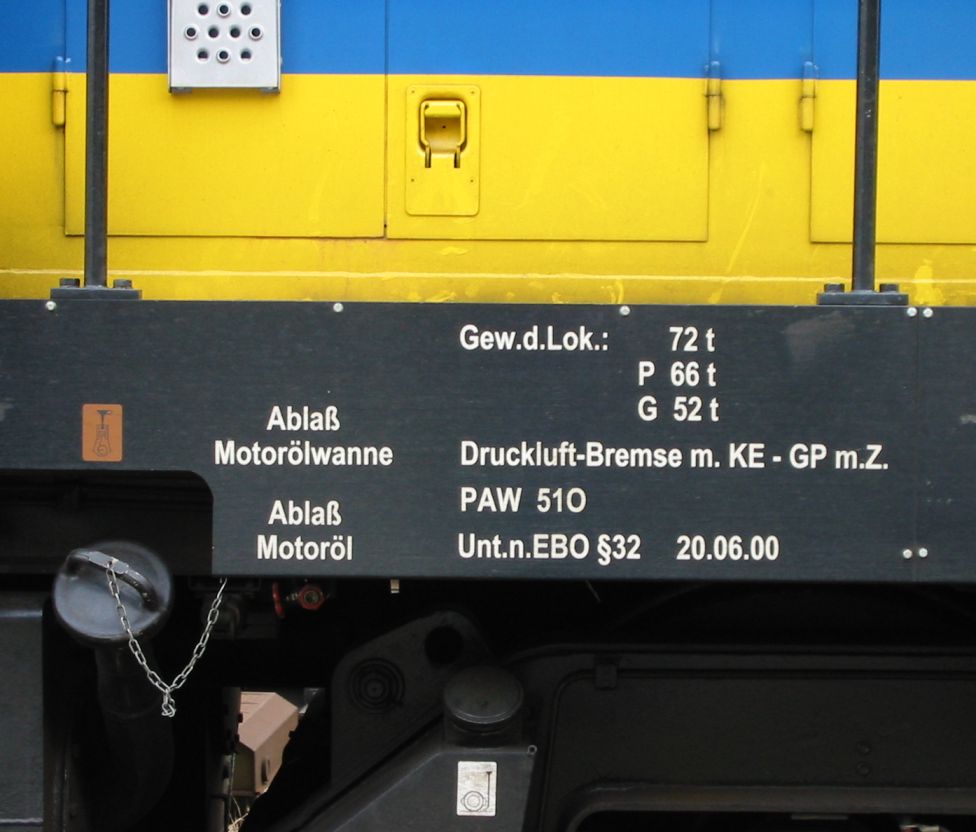 Gew.d.Lok.: 72 t
P 66 t
G 52 t
Ablaß
Motorölwanne
Druckluft-Bremse m. KE - GP m.Z.
PAW 51O
Ablaß
Motoröl
Unt.n.EBO §32 20.06.00